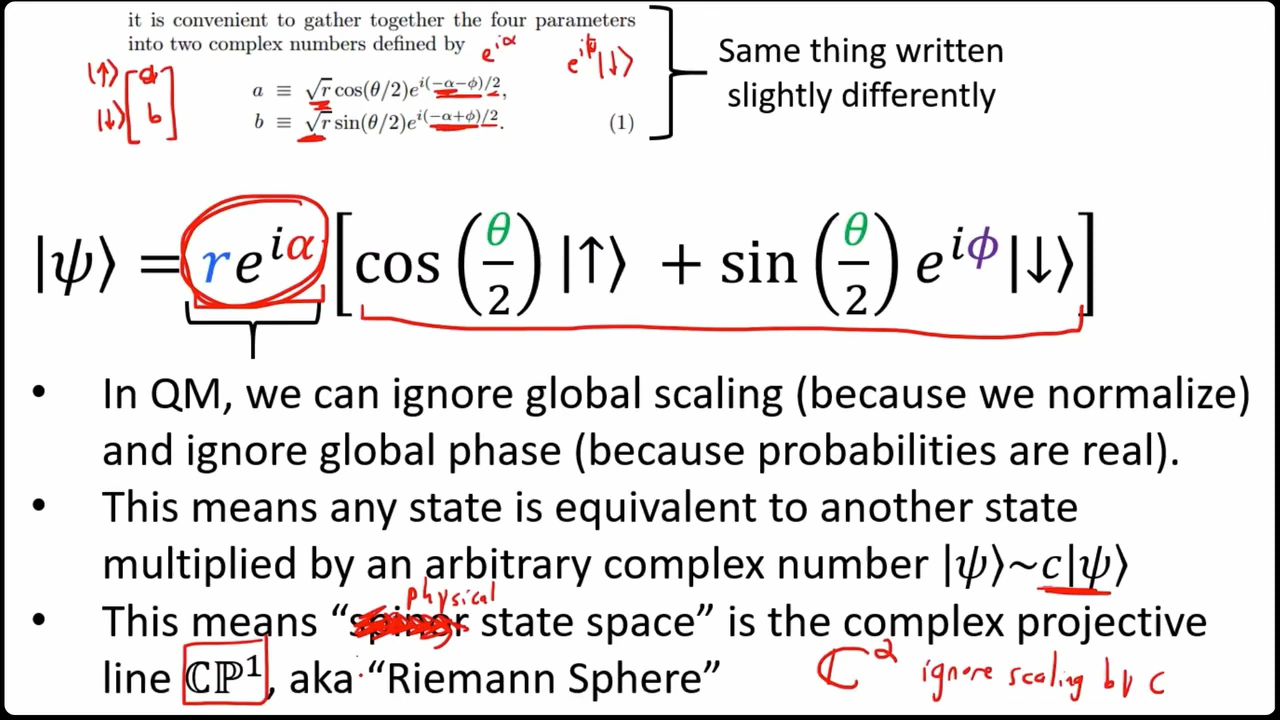 it is convenient to gather together the four parameters
into two complex numbers defined by e^{iα} e^{iϕ}|↓⟩
|↑⟩ [a
|↓⟩ b]
a ≡ √r cos(θ/2)e^{i(−α−ϕ)/2},
b ≡ √r sin(θ/2)e^{i(−α+ϕ)/2}. (1)
Same thing written
slightly differently
|ψ⟩ = re^{iα} [cos(θ/2)|↑⟩ + sin(θ/2) e^{iϕ}|↓⟩]
• In QM, we can ignore global scaling (because we normalize)
and ignore global phase (because probabilities are real).
• This means any state is equivalent to another state
multiplied by an arbitrary complex number |ψ⟩~c|ψ⟩
physical
• This means “spinor state space” is the complex projective
line ℂℙ¹, aka “Riemann Sphere”
ℂ² ignore scaling by c